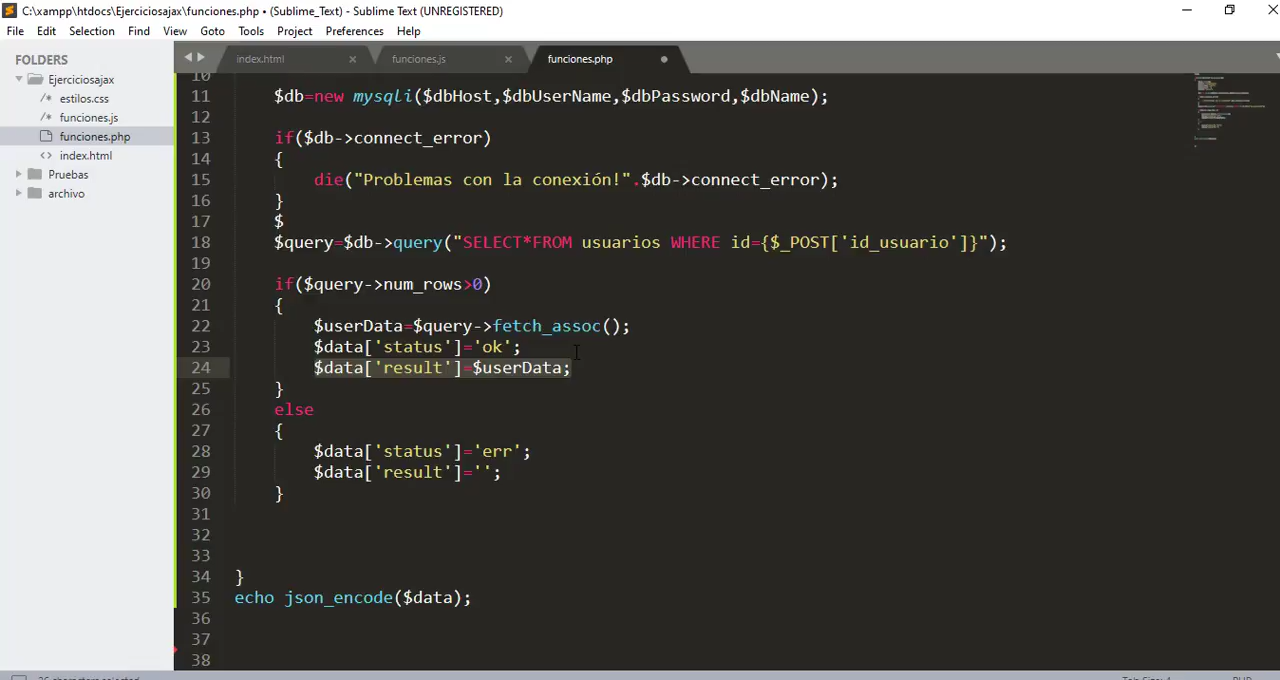 C:\xampp\htdocs\Ejerciciosajax\funciones.php • (Sublime_Text) - Sublime Text (UNREGISTERED)
File Edit Selection Find View Goto Tools Project Preferences Help
FOLDERS
Ejerciciosajax
/* estilos.css
/* funciones.js
funciones.php
<> index.html
Pruebas
archivo
index.html × funciones.js × funciones.php
10
11 $db=new mysqli($dbHost,$dbUserName,$dbPassword,$dbName);
12
13 if($db->connect_error)
14 {
15 die("Problemas con la conexión!".$db->connect_error);
16 }
17 $
18 $query=$db->query("SELECT*FROM usuarios WHERE id={$_POST['id_usuario']}");
19
20 if($query->num_rows>0)
21 {
22 $userData=$query->fetch_assoc();
23 $data['status']='ok';
24 $data['result']=$userData;
25 }
26 else
27 {
28 $data['status']='err';
29 $data['result']='';
30 }
31
32
33
34 }
35 echo json_encode($data);
36
37
38